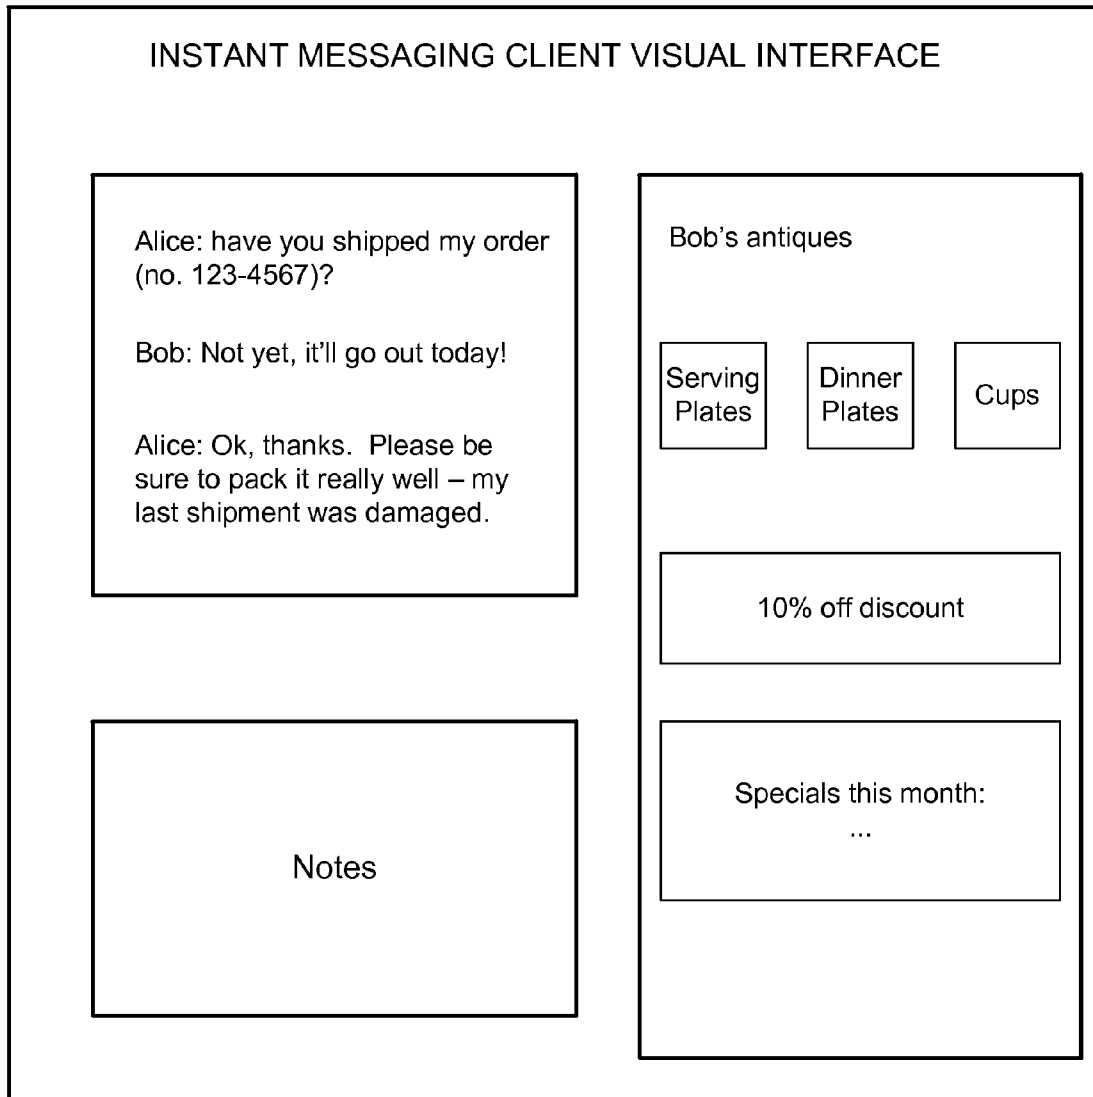 INSTANT MESSAGING CLIENT VISUAL INTERFACE
Alice: have you shipped my order
(no. 123-4567)?
Bob: Not yet, it'll go out today!
Alice: Ok, thanks.  Please be
sure to pack it really well – my
last shipment was damaged.
Notes
Bob's antiques
Serving
Plates
Dinner
Plates
Cups
10% off discount
Specials this month:
...